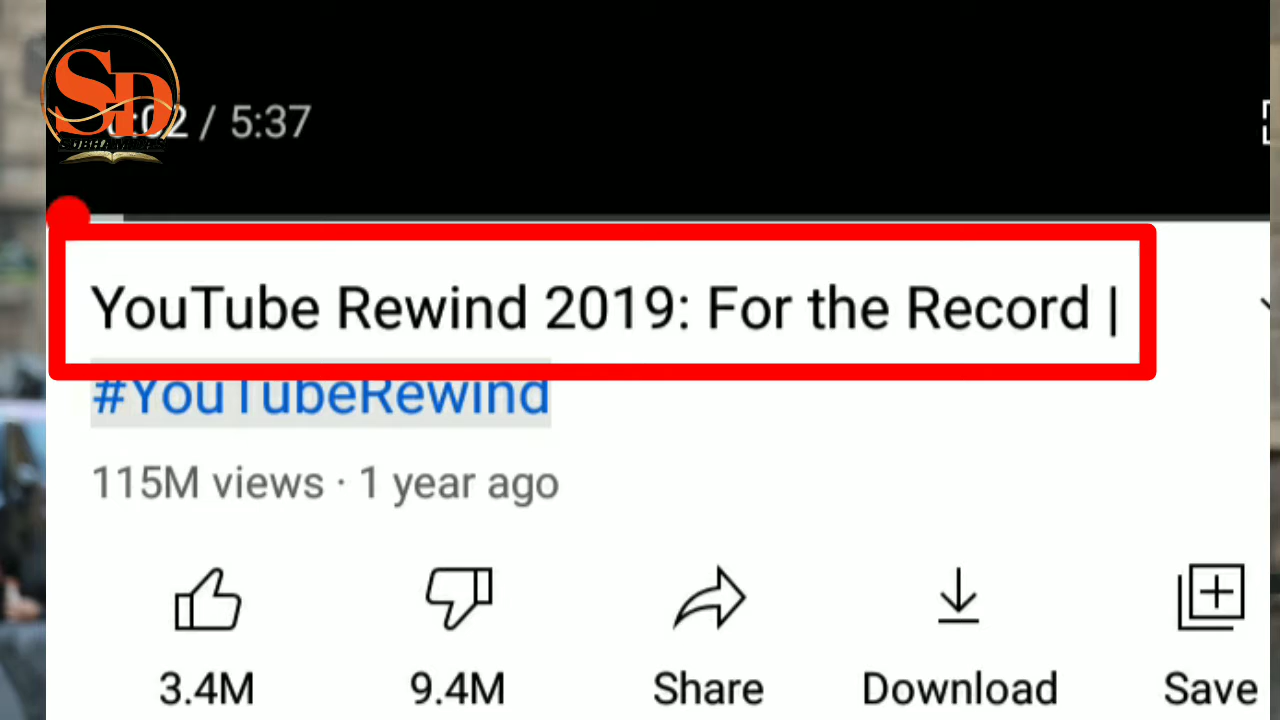 SD
/ 5:37
YouTube Rewind 2019: For the Record |
#YouTubeRewind
115M views · 1 year ago
3.4M 9.4M Share Download Save